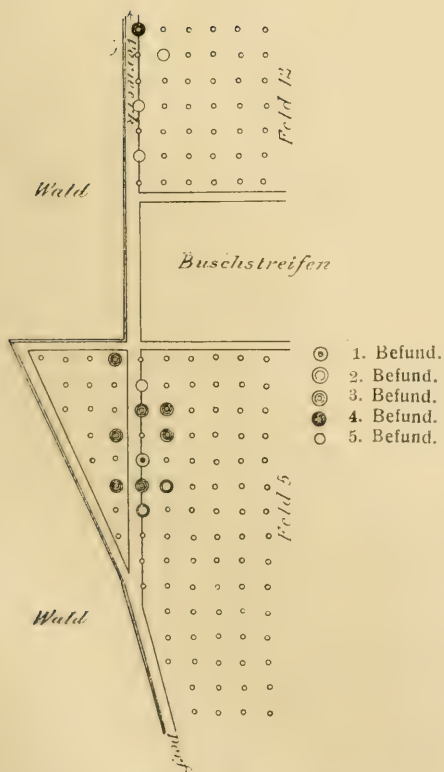 Feld 12
Wald
Buschstreifen
1. Befund.
2. Befund.
3. Befund.
4. Befund.
5. Befund.
Feld 5
Wald